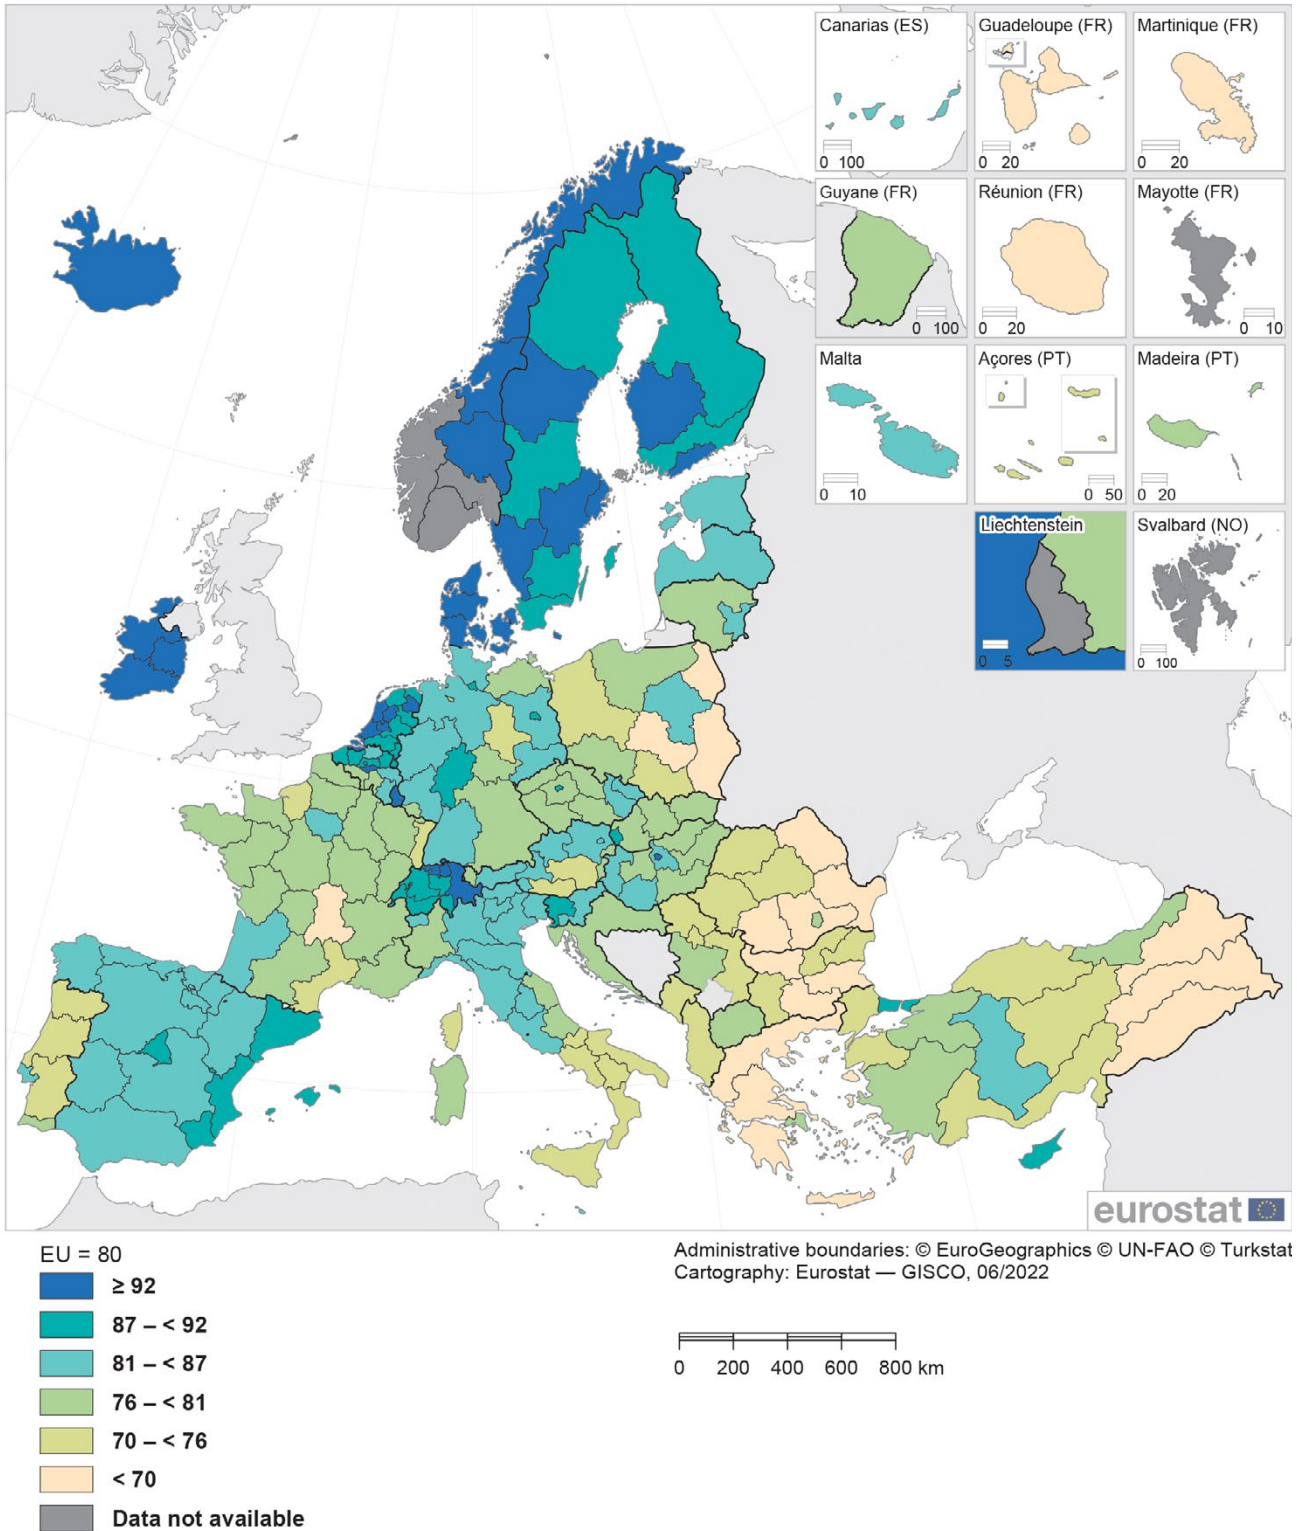 Canarias (ES)
0 100
Guadeloupe (FR)
0 20
Martinique (FR)
0 20
Guyane (FR)
0 100
Réunion (FR)
0 20
Mayotte (FR)
0 10
Malta
0 10
Açores (PT)
0 50
Madeira (PT)
0 20
Liechtenstein
0 5
Svalbard (NO)
0 100
eurostat
EU = 80
≥ 92
87 – < 92
81 – < 87
76 – < 81
70 – < 76
< 70
Data not available
Administrative boundaries: © EuroGeographics © UN-FAO © Turkstat
Cartography: Eurostat — GISCO, 06/2022
0 200 400 600 800 km